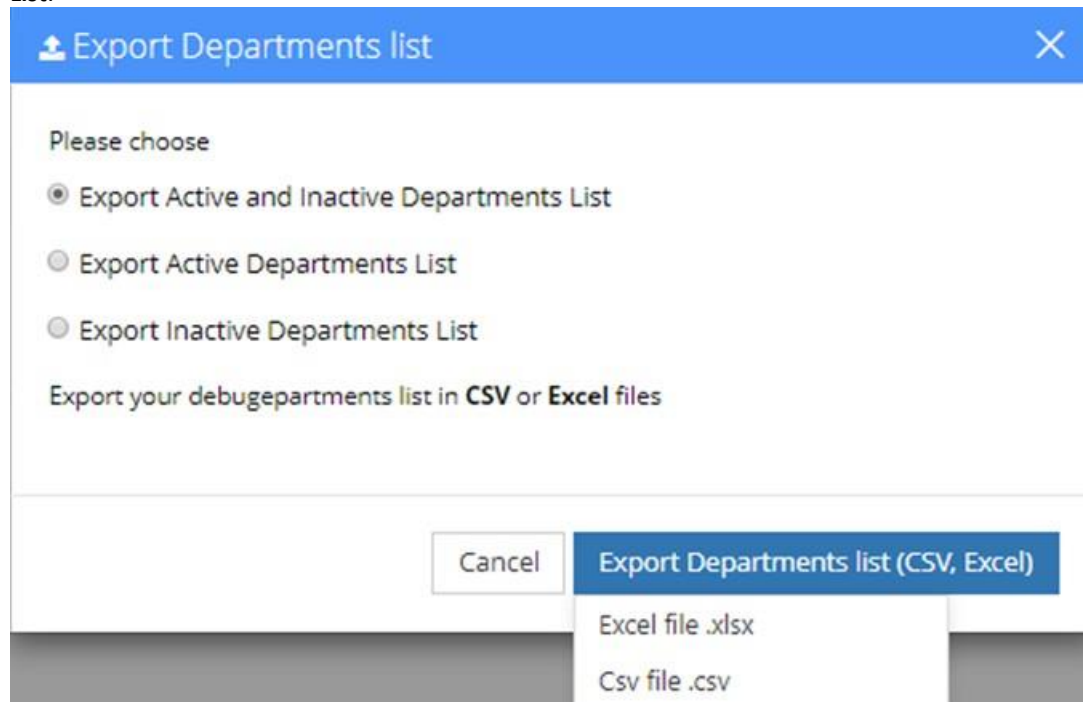 Export Departments list
Please choose
Export Active and Inactive Departments List
Export Active Departments List
Export Inactive Departments List
Export your debugepartments list in CSV or Excel files
Cancel
Export Departments list (CSV, Excel)
Excel file .xlsx
Csv file .csv